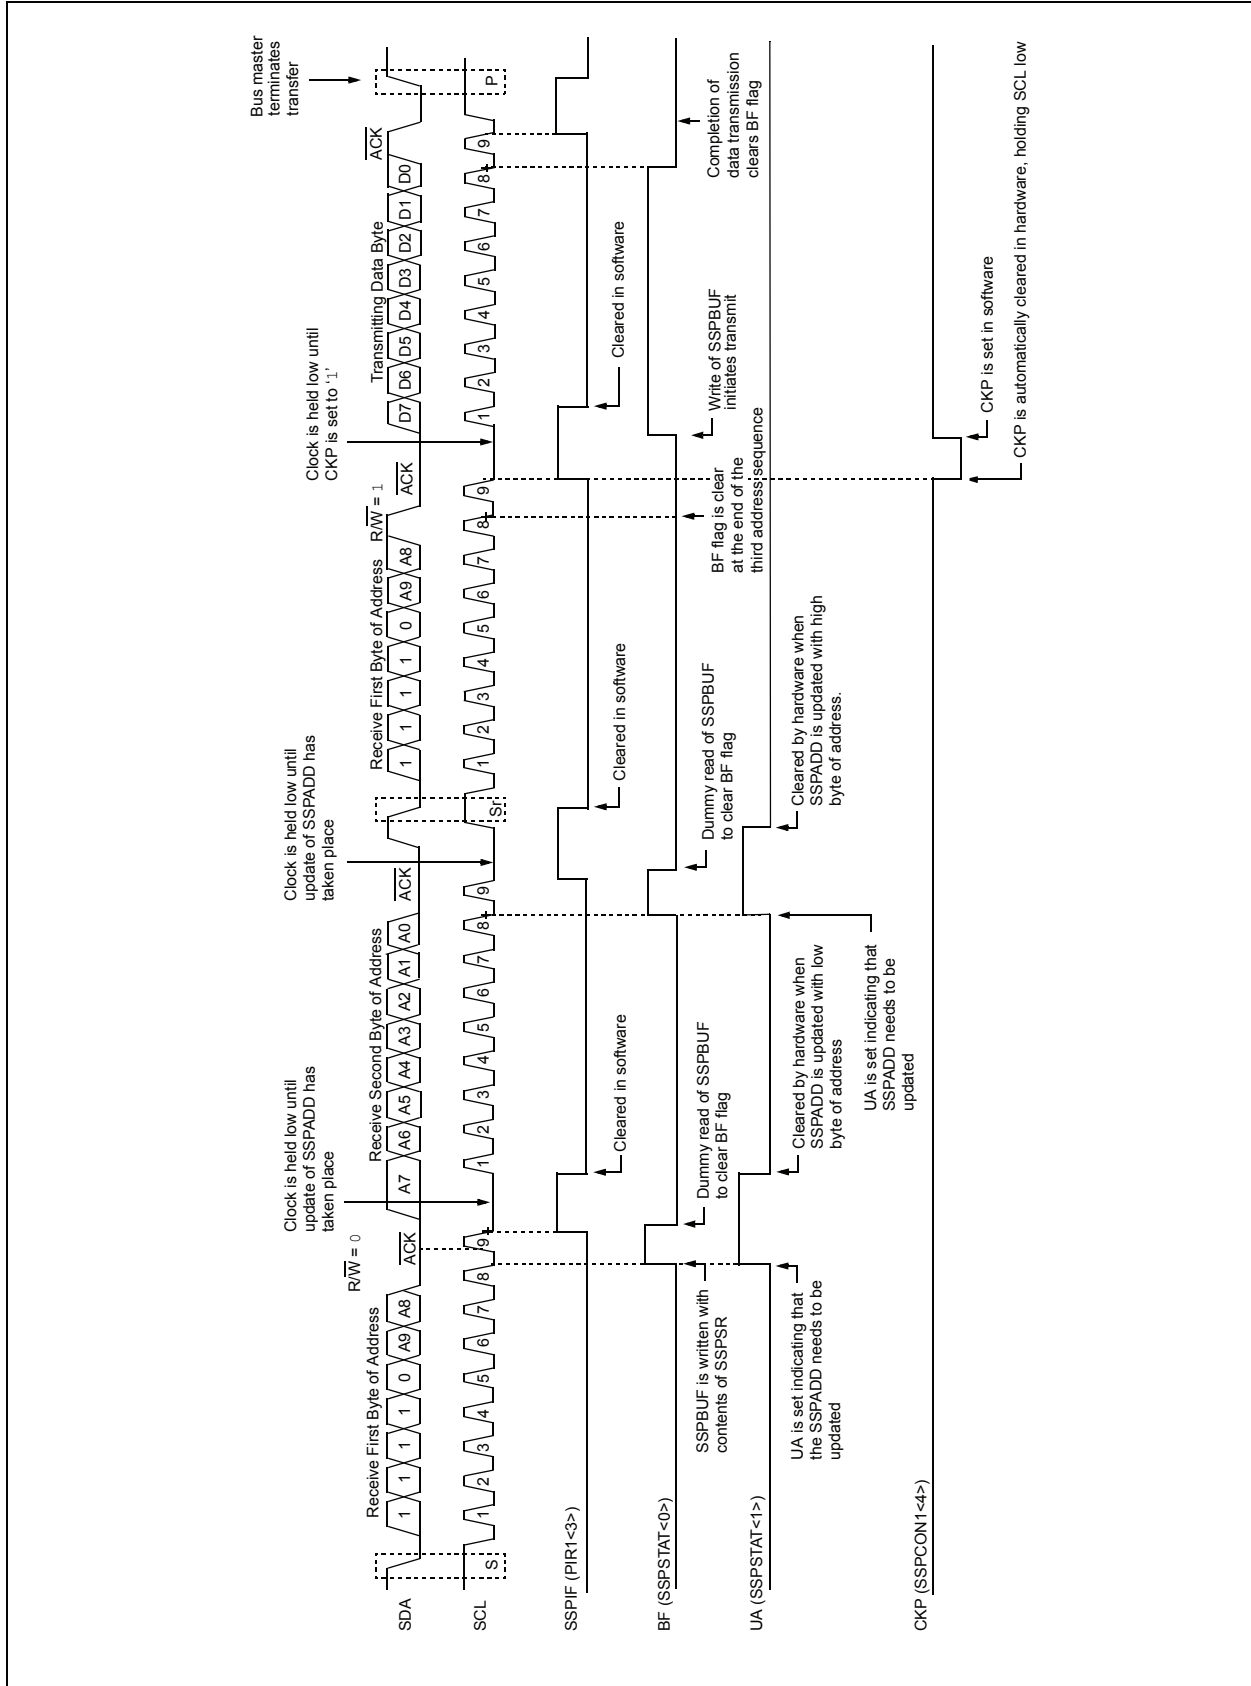 Bus master
terminates
transfer
Clock is held low until
CKP is set to ‘1’
Clock is held low until
update of SSPADD has
taken place
Clock is held low until
update of SSPADD has
taken place
Receive First Byte of Address
R/W = 0
Receive Second Byte of Address
Receive First Byte of Address
R/W = 1
Transmitting Data Byte
SDA
1 1 1 1 0 A9 A8 ACK A7 A6 A5 A4 A3 A2 A1 A0 ACK 1 1 1 1 0 A9 A8 ACK D7 D6 D5 D4 D3 D2 D1 D0 ACK
SCL
S 1 2 3 4 5 6 7 8 9 1 2 3 4 5 6 7 8 9 Sr 1 2 3 4 5 6 7 8 9 1 2 3 4 5 6 7 8 9 P
SSPIF (PIR1<3>)
Cleared in software
Cleared in software
Cleared in software
BF (SSPSTAT<0>)
SSPBUF is written with
contents of SSPSR
Dummy read of SSPBUF
to clear BF flag
Dummy read of SSPBUF
to clear BF flag
BF flag is clear
at the end of the
third address sequence
Write of SSPBUF
initiates transmit
Completion of
data transmission
clears BF flag
UA (SSPSTAT<1>)
UA is set indicating that
the SSPADD needs to be
updated
Cleared by hardware when
SSPADD is updated with low
byte of address
UA is set indicating that
SSPADD needs to be
updated
Cleared by hardware when
SSPADD is updated with high
byte of address.
CKP (SSPCON1<4>)
CKP is set in software
CKP is automatically cleared in hardware, holding SCL low